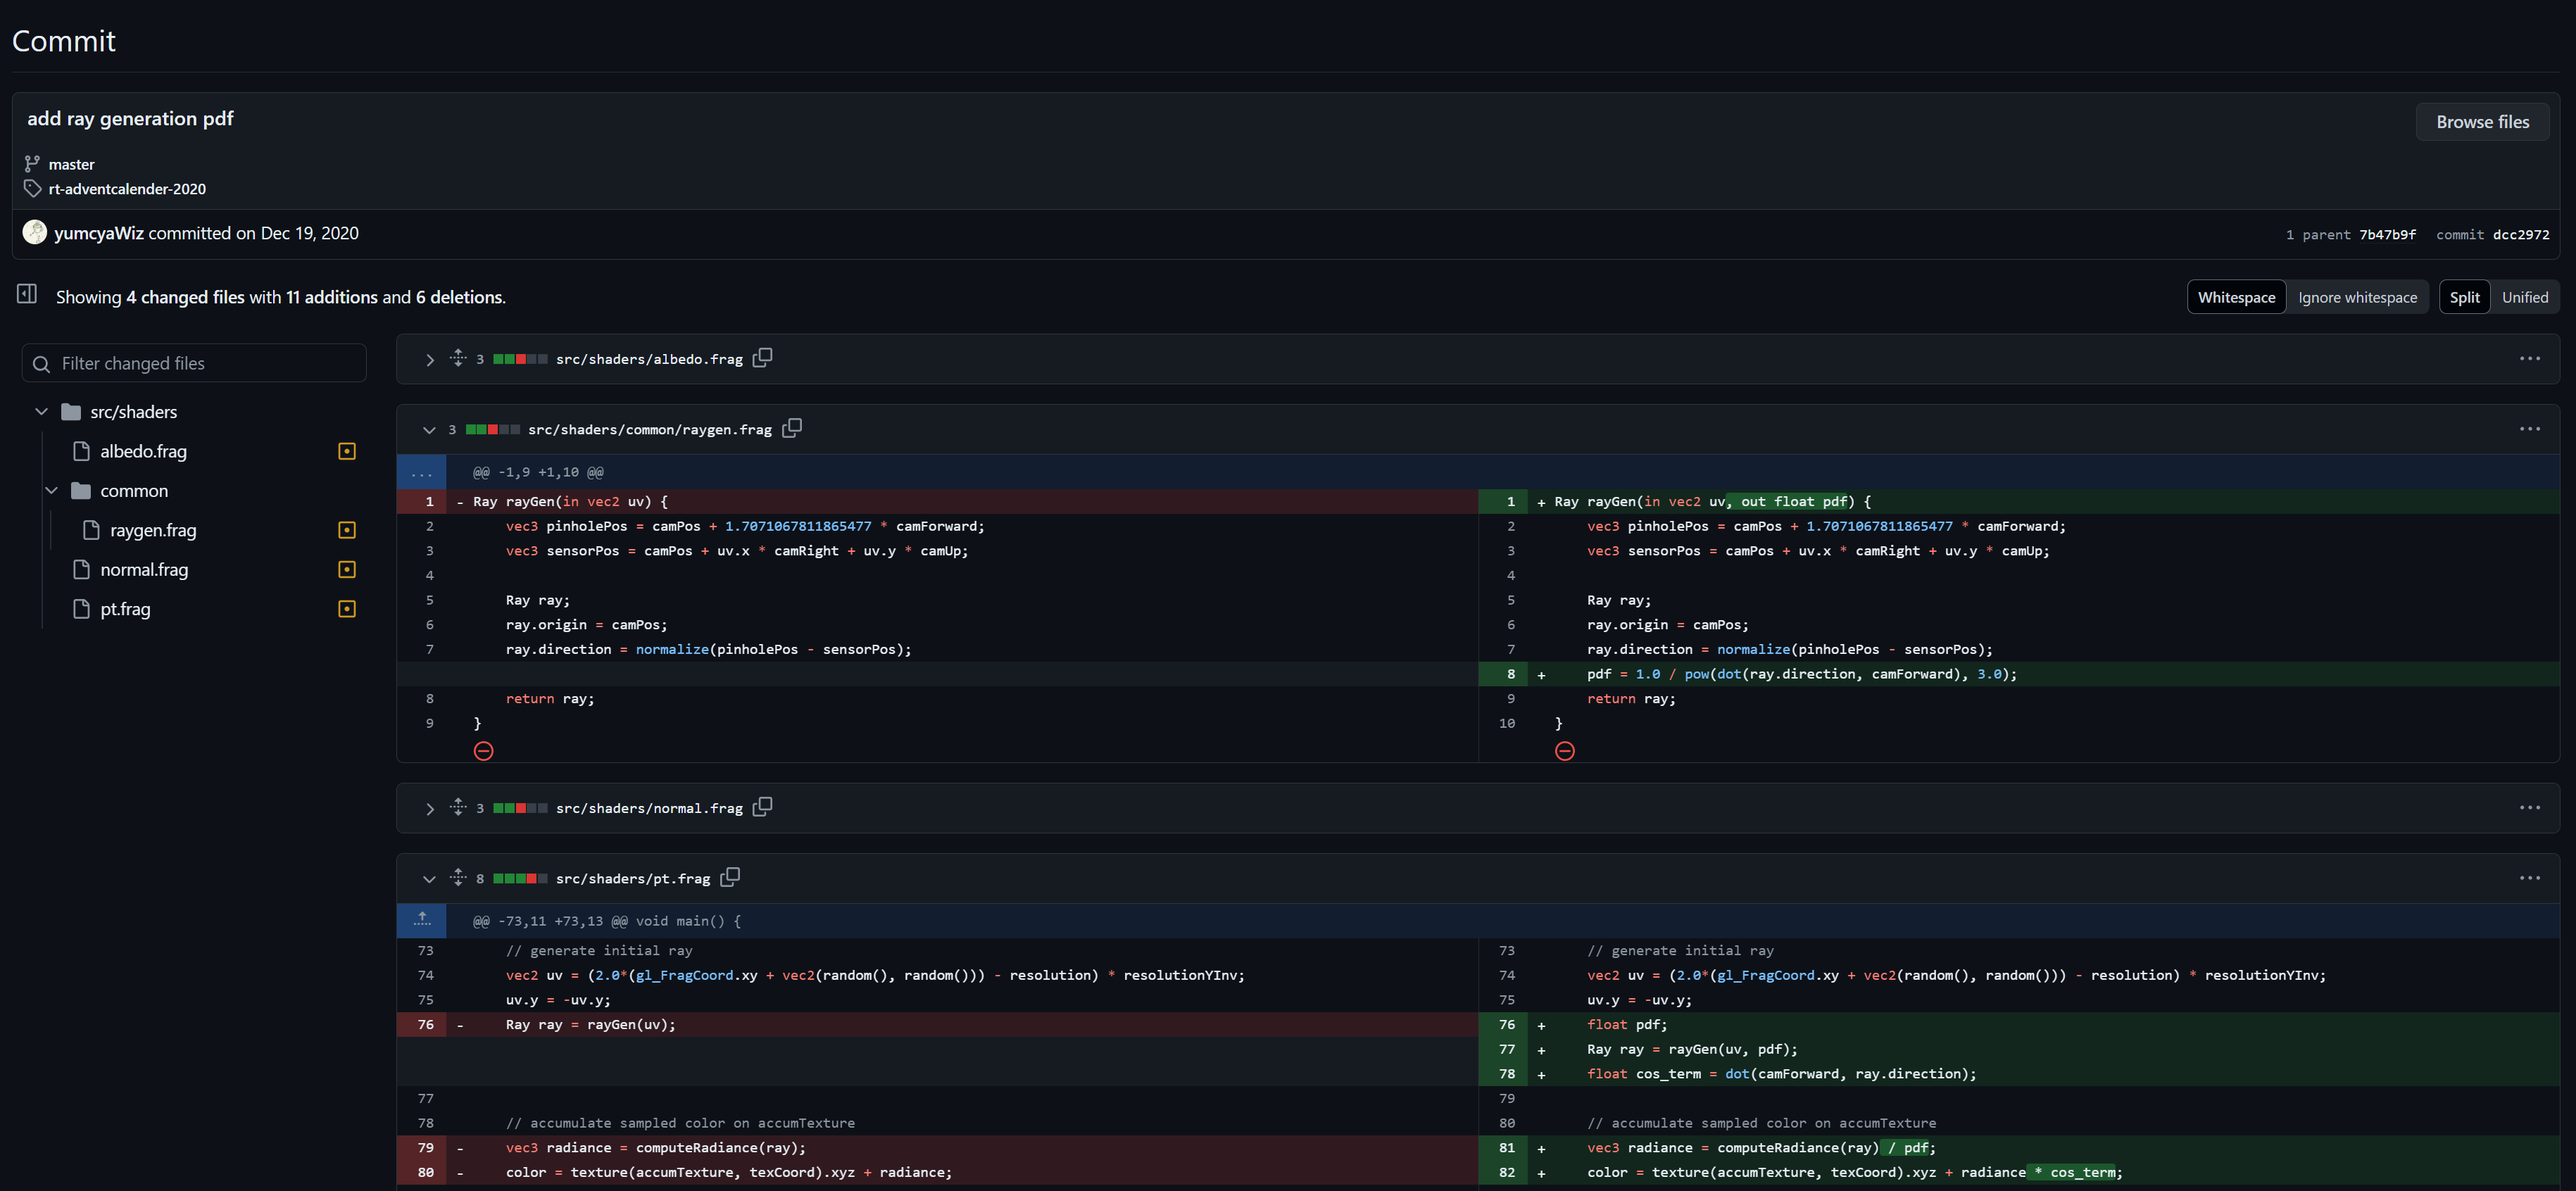 Commit
add ray generation pdf
Browse files
master
rt-adventcalender-2020
yumcyaWiz committed on Dec 19, 2020
1 parent 7b47b9f commit dcc2972
Showing 4 changed files with 11 additions and 6 deletions.
Whitespace Ignore whitespace Split Unified
Filter changed files
src/shaders
albedo.frag
common
raygen.frag
normal.frag
pt.frag
3 src/shaders/albedo.frag
3 src/shaders/common/raygen.frag
... @@ -1,9 +1,10 @@
1 - Ray rayGen(in vec2 uv) {
2 vec3 pinholePos = camPos + 1.7071067811865477 * camForward;
3 vec3 sensorPos = camPos + uv.x * camRight + uv.y * camUp;
4
5 Ray ray;
6 ray.origin = camPos;
7 ray.direction = normalize(pinholePos - sensorPos);
8 return ray;
9 }
1 + Ray rayGen(in vec2 uv, out float pdf) {
2 vec3 pinholePos = camPos + 1.7071067811865477 * camForward;
3 vec3 sensorPos = camPos + uv.x * camRight + uv.y * camUp;
4
5 Ray ray;
6 ray.origin = camPos;
7 ray.direction = normalize(pinholePos - sensorPos);
8 + pdf = 1.0 / pow(dot(ray.direction, camForward), 3.0);
9 return ray;
10 }
3 src/shaders/normal.frag
8 src/shaders/pt.frag
@@ -73,11 +73,13 @@ void main() {
73 // generate initial ray
74 vec2 uv = (2.0*(gl_FragCoord.xy + vec2(random(), random())) - resolution) * resolutionYInv;
75 uv.y = -uv.y;
76 - Ray ray = rayGen(uv);
77
78 // accumulate sampled color on accumTexture
79 - vec3 radiance = computeRadiance(ray);
80 - color = texture(accumTexture, texCoord).xyz + radiance;
73 // generate initial ray
74 vec2 uv = (2.0*(gl_FragCoord.xy + vec2(random(), random())) - resolution) * resolutionYInv;
75 uv.y = -uv.y;
76 + float pdf;
77 + Ray ray = rayGen(uv, pdf);
78 + float cos_term = dot(camForward, ray.direction);
79
80 // accumulate sampled color on accumTexture
81 + vec3 radiance = computeRadiance(ray) / pdf;
82 + color = texture(accumTexture, texCoord).xyz + radiance * cos_term;